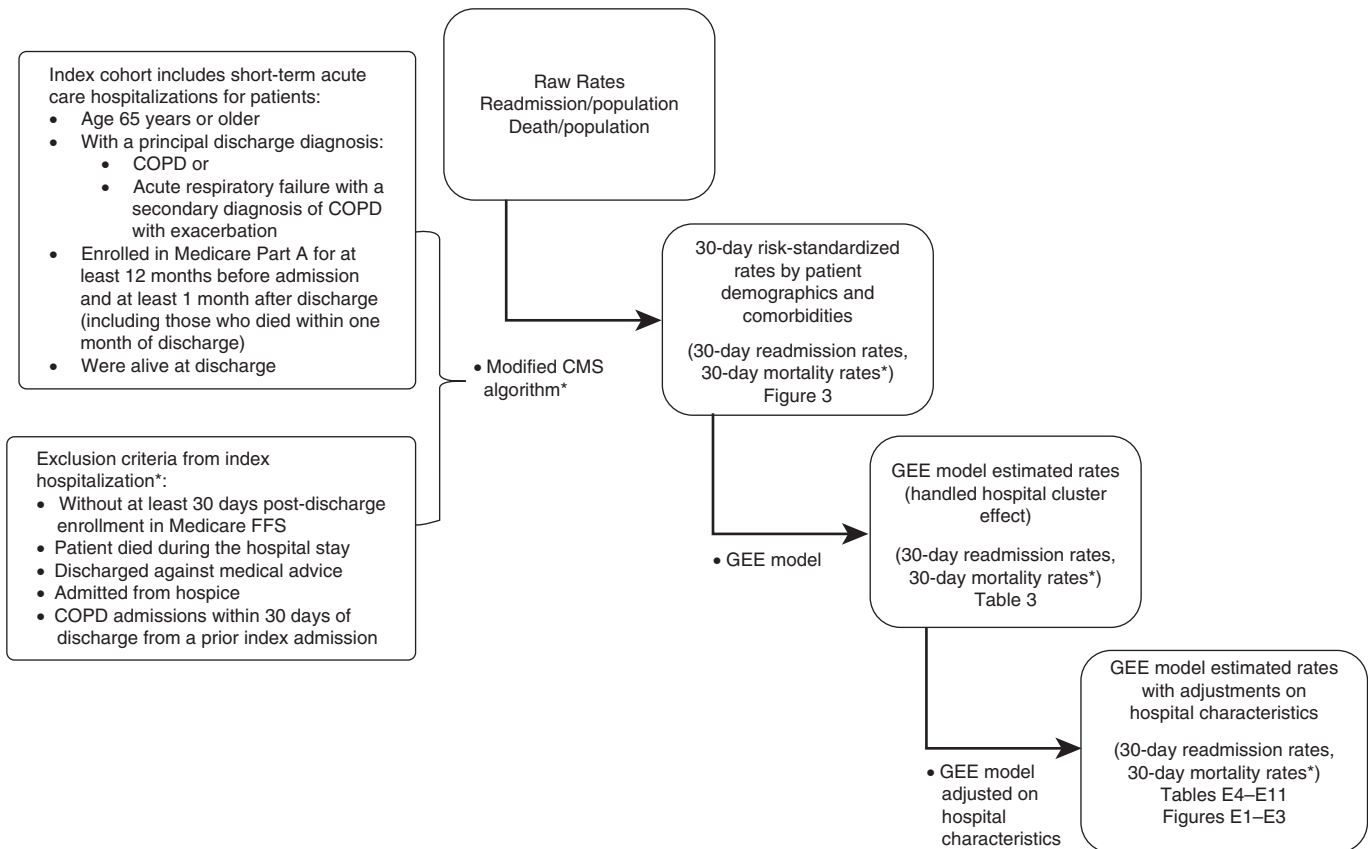 Index cohort includes short-term acute
care hospitalizations for patients:
• Age 65 years or older
• With a principal discharge diagnosis:
• COPD or
• Acute respiratory failure with a
secondary diagnosis of COPD
with exacerbation
• Enrolled in Medicare Part A for at
least 12 months before admission
and at least 1 month after discharge
(including those who died within one
month of discharge)
• Were alive at discharge
Exclusion criteria from index
hospitalization*:
• Without at least 30 days post-discharge
enrollment in Medicare FFS
• Patient died during the hospital stay
• Discharged against medical advice
• Admitted from hospice
• COPD admissions within 30 days of
discharge from a prior index admission
• Modified CMS
algorithm*
Raw Rates
Readmission/population
Death/population
30-day risk-standardized
rates by patient
demographics and
comorbidities
(30-day readmission rates,
30-day mortality rates*)
Figure 3
• GEE model
GEE model estimated rates
(handled hospital cluster
effect)
(30-day readmission rates,
30-day mortality rates*)
Table 3
• GEE model
adjusted on
hospital
characteristics
GEE model estimated rates
with adjustments on
hospital characteristics
(30-day readmission rates,
30-day mortality rates*)
Tables E4–E11
Figures E1–E3